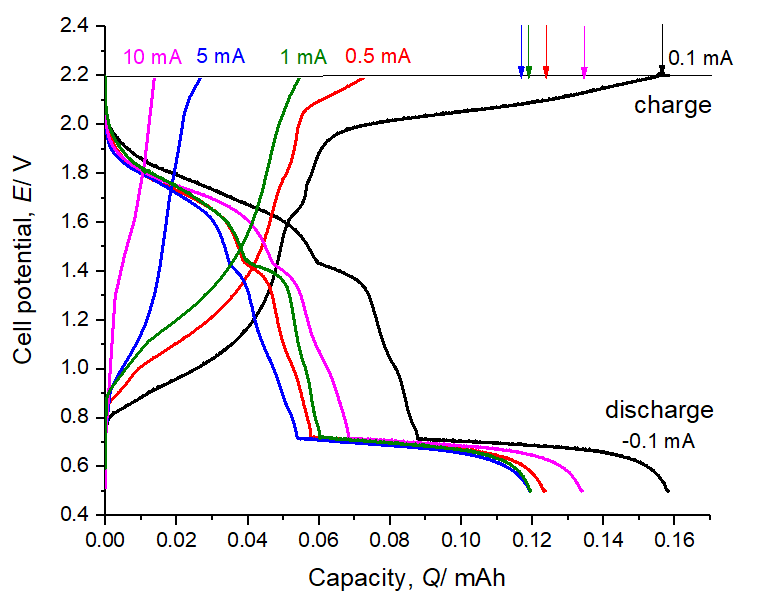 2.4
10 mA 5 mA 1 mA 0.5 mA 0.1 mA
2.2
charge
2.0
1.8
1.6
1.4
1.2
1.0
0.8
0.6
0.4
discharge
-0.1 mA
Cell potential, E/ V
0.00 0.02 0.04 0.06 0.08 0.10 0.12 0.14 0.16
Capacity, Q/ mAh